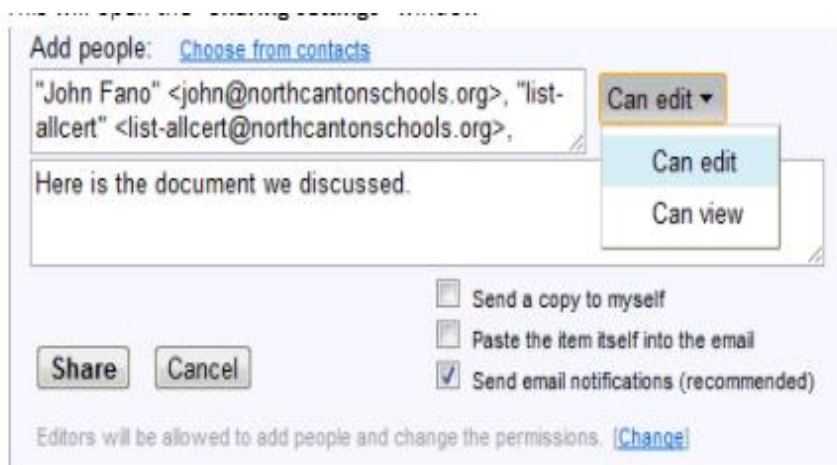 Add people: Choose from contacts
"John Fano" <john@northcantonschools.org>, "list-
allcert" <list-allcert@northcantonschools.org>,
Can edit
Can edit
Can view
Here is the document we discussed.
Send a copy to myself
Paste the item itself into the email
Send email notifications (recommended)
Share Cancel
Editors will be allowed to add people and change the permissions. [Change]